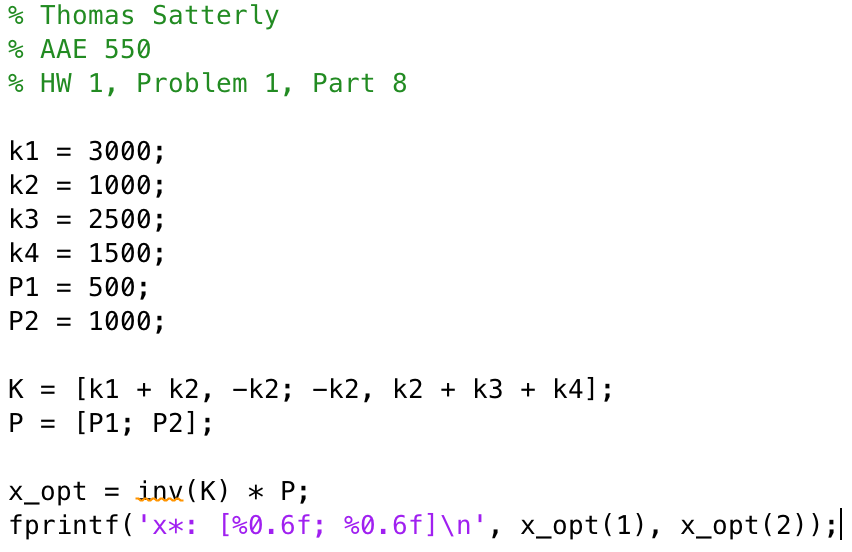 % Thomas Satterly
% AAE 550
% HW 1, Problem 1, Part 8
k1 = 3000;
k2 = 1000;
k3 = 2500;
k4 = 1500;
P1 = 500;
P2 = 1000;
K = [k1 + k2, -k2; -k2, k2 + k3 + k4];
P = [P1; P2];
x_opt = inv(K) * P;
fprintf('x*: [%0.6f; %0.6f]\n', x_opt(1), x_opt(2));